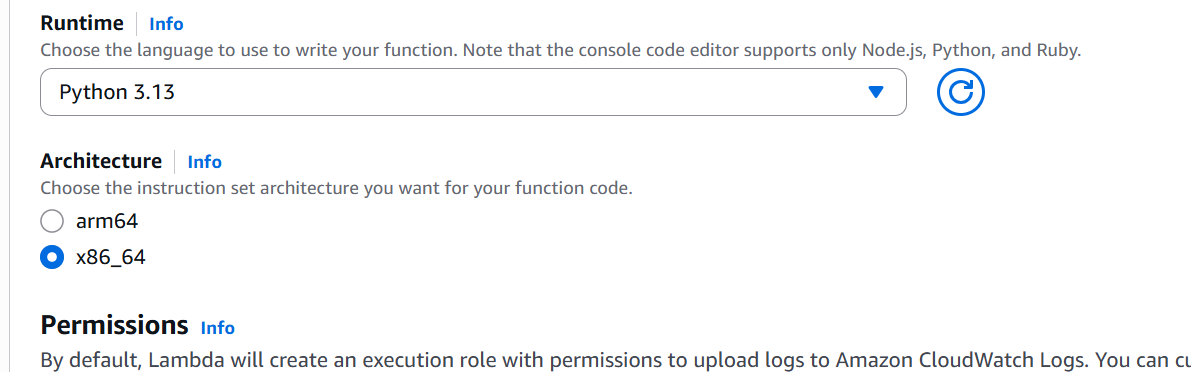 Runtime Info
Choose the language to use to write your function. Note that the console code editor supports only Node.js, Python, and Ruby.
Python 3.13
Architecture Info
Choose the instruction set architecture you want for your function code.
arm64
x86_64
Permissions Info
By default, Lambda will create an execution role with permissions to upload logs to Amazon CloudWatch Logs. You can